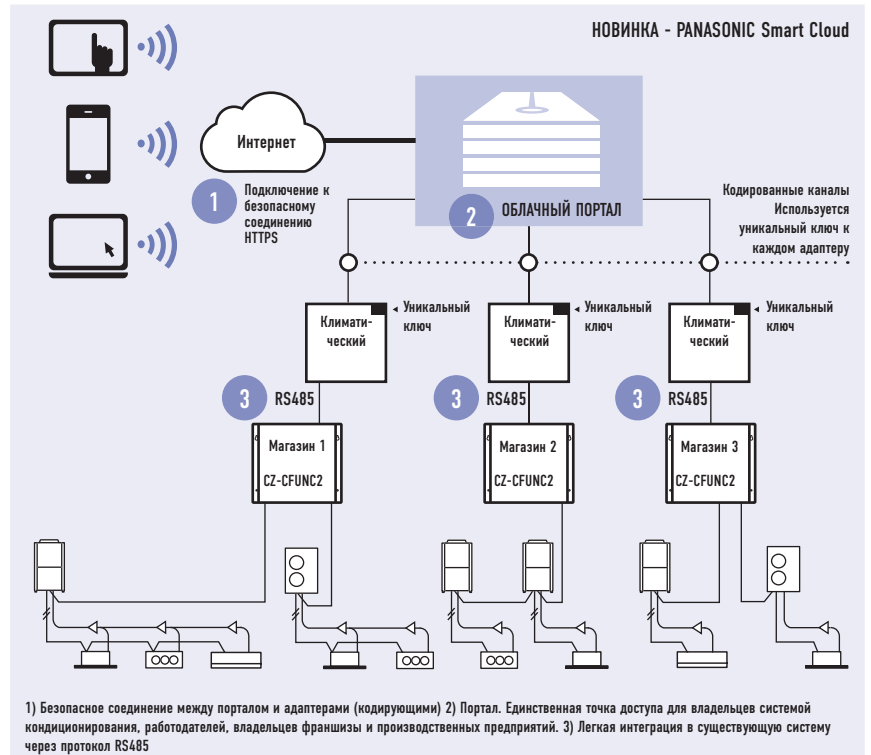 НОВИНКА - PANASONIC Smart Cloud
Интернет
1
Подключение к
безопасному
соединению
HTTPS
2
ОБЛАЧНЫЙ ПОРТАЛ
Кодированные каналы
Используется
уникальный ключ к
каждом адаптеру
Климати-
ческий
Уникальный
ключ
Климати-
ческий
Уникальный
ключ
Климати-
ческий
Уникальный
ключ
3
RS485
3
RS485
3
RS485
Магазин 1
CZ-CFUNC2
Магазин 2
CZ-CFUNC2
Магазин 3
CZ-CFUNC2
1) Безопасное соединение между порталом и адаптерами (кодирующими) 2) Портал. Единственная точка доступа для владельцев системой
кондиционирования, работодателей, владельцев франшизы и производственных предприятий. 3) Легкая интеграция в существующую систему
через протокол RS485